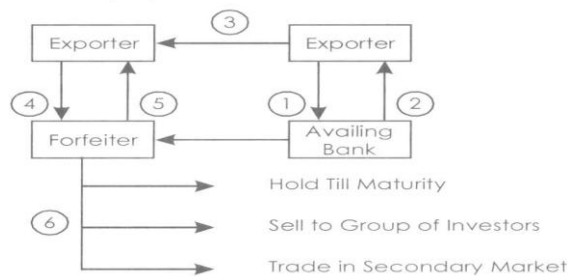 3
Exporter Exporter
4 5 1 2
Forfeiter Availing
Bank
Hold Till Maturity
6 Sell to Group of Investors
Trade in Secondary Market